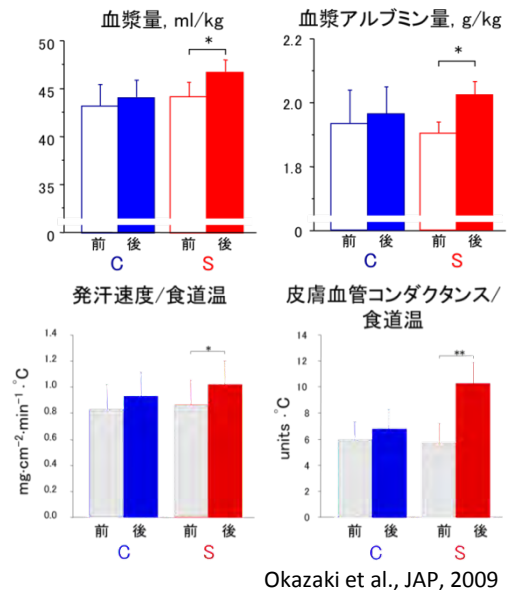 血漿量, ml/kg
50
45
35
0
*
前 後 前 後
C S
血漿アルブミン量, g/kg
2.2
2.0
1.8
0
*
前 後 前 後
C S
発汗速度/食道温
mg·cm⁻²·min⁻¹·°C
1.4
1.2
1.0
0.8
0.6
0.4
0.2
0.0
*
前 後 前 後
C S
皮膚血管コンダクタンス/
食道温
units·°C
14
12
10
8
6
4
2
0
**
前 後 前 後
C S
Okazaki et al., JAP, 2009